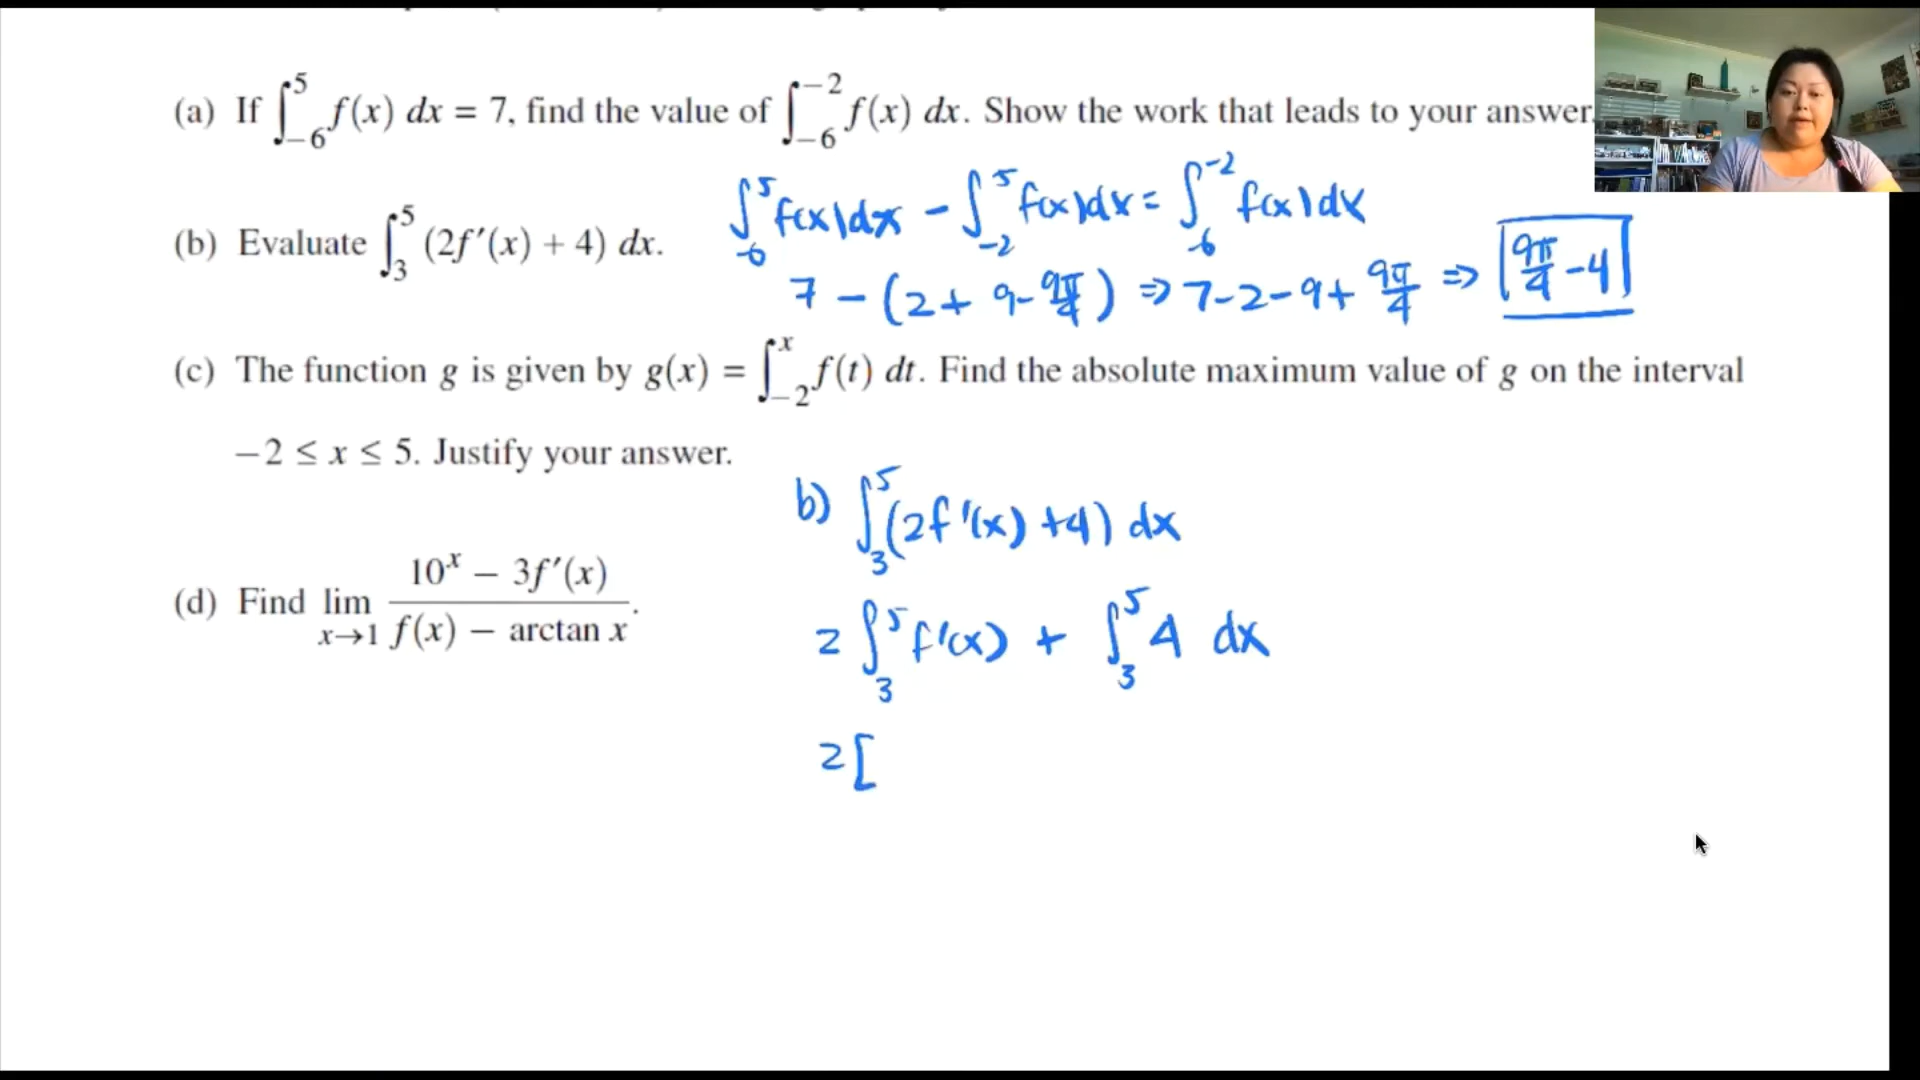 (a) If ∫_{-6}^{5} f(x) dx = 7, find the value of ∫_{-6}^{-2} f(x) dx. Show the work that leads to your answer.
∫_{-6}^{5} f(x)dx - ∫_{-2}^{5} f(x)dx = ∫_{-6}^{-2} f(x)dx
(b) Evaluate ∫_{3}^{5} (2f′(x) + 4) dx.
7 - (2 + 9 - 9π/4) ⇒ 7-2-9+ 9π/4 ⇒ 9π/4 - 4
(c) The function g is given by g(x) = ∫_{-2}^{x} f(t) dt. Find the absolute maximum value of g on the interval
−2 ≤ x ≤ 5. Justify your answer.
b) ∫_{3}^{5} (2f'(x) +4) dx
(d) Find lim_{x→1} (10^x − 3f′(x))/(f(x) − arctan x).
2 ∫_{3}^{5} f'(x) + ∫_{3}^{5} 4 dx
2[